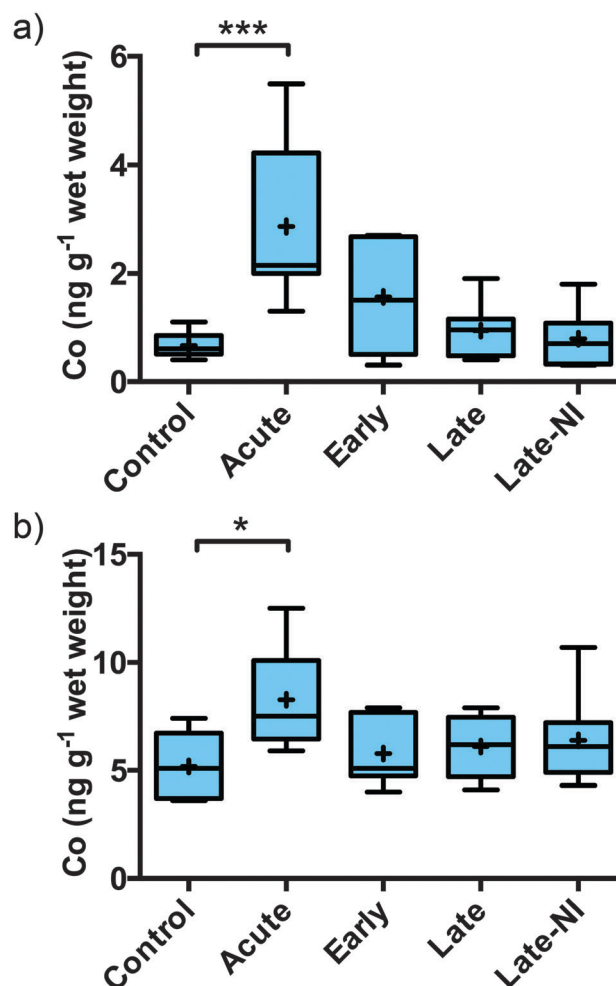 a)
***
Co (ng g⁻¹ wet weight)
6
4
2
0
Control
Acute
Early
Late
Late-NI
b)
*
Co (ng g⁻¹ wet weight)
15
10
5
0
Control
Acute
Early
Late
Late-NI